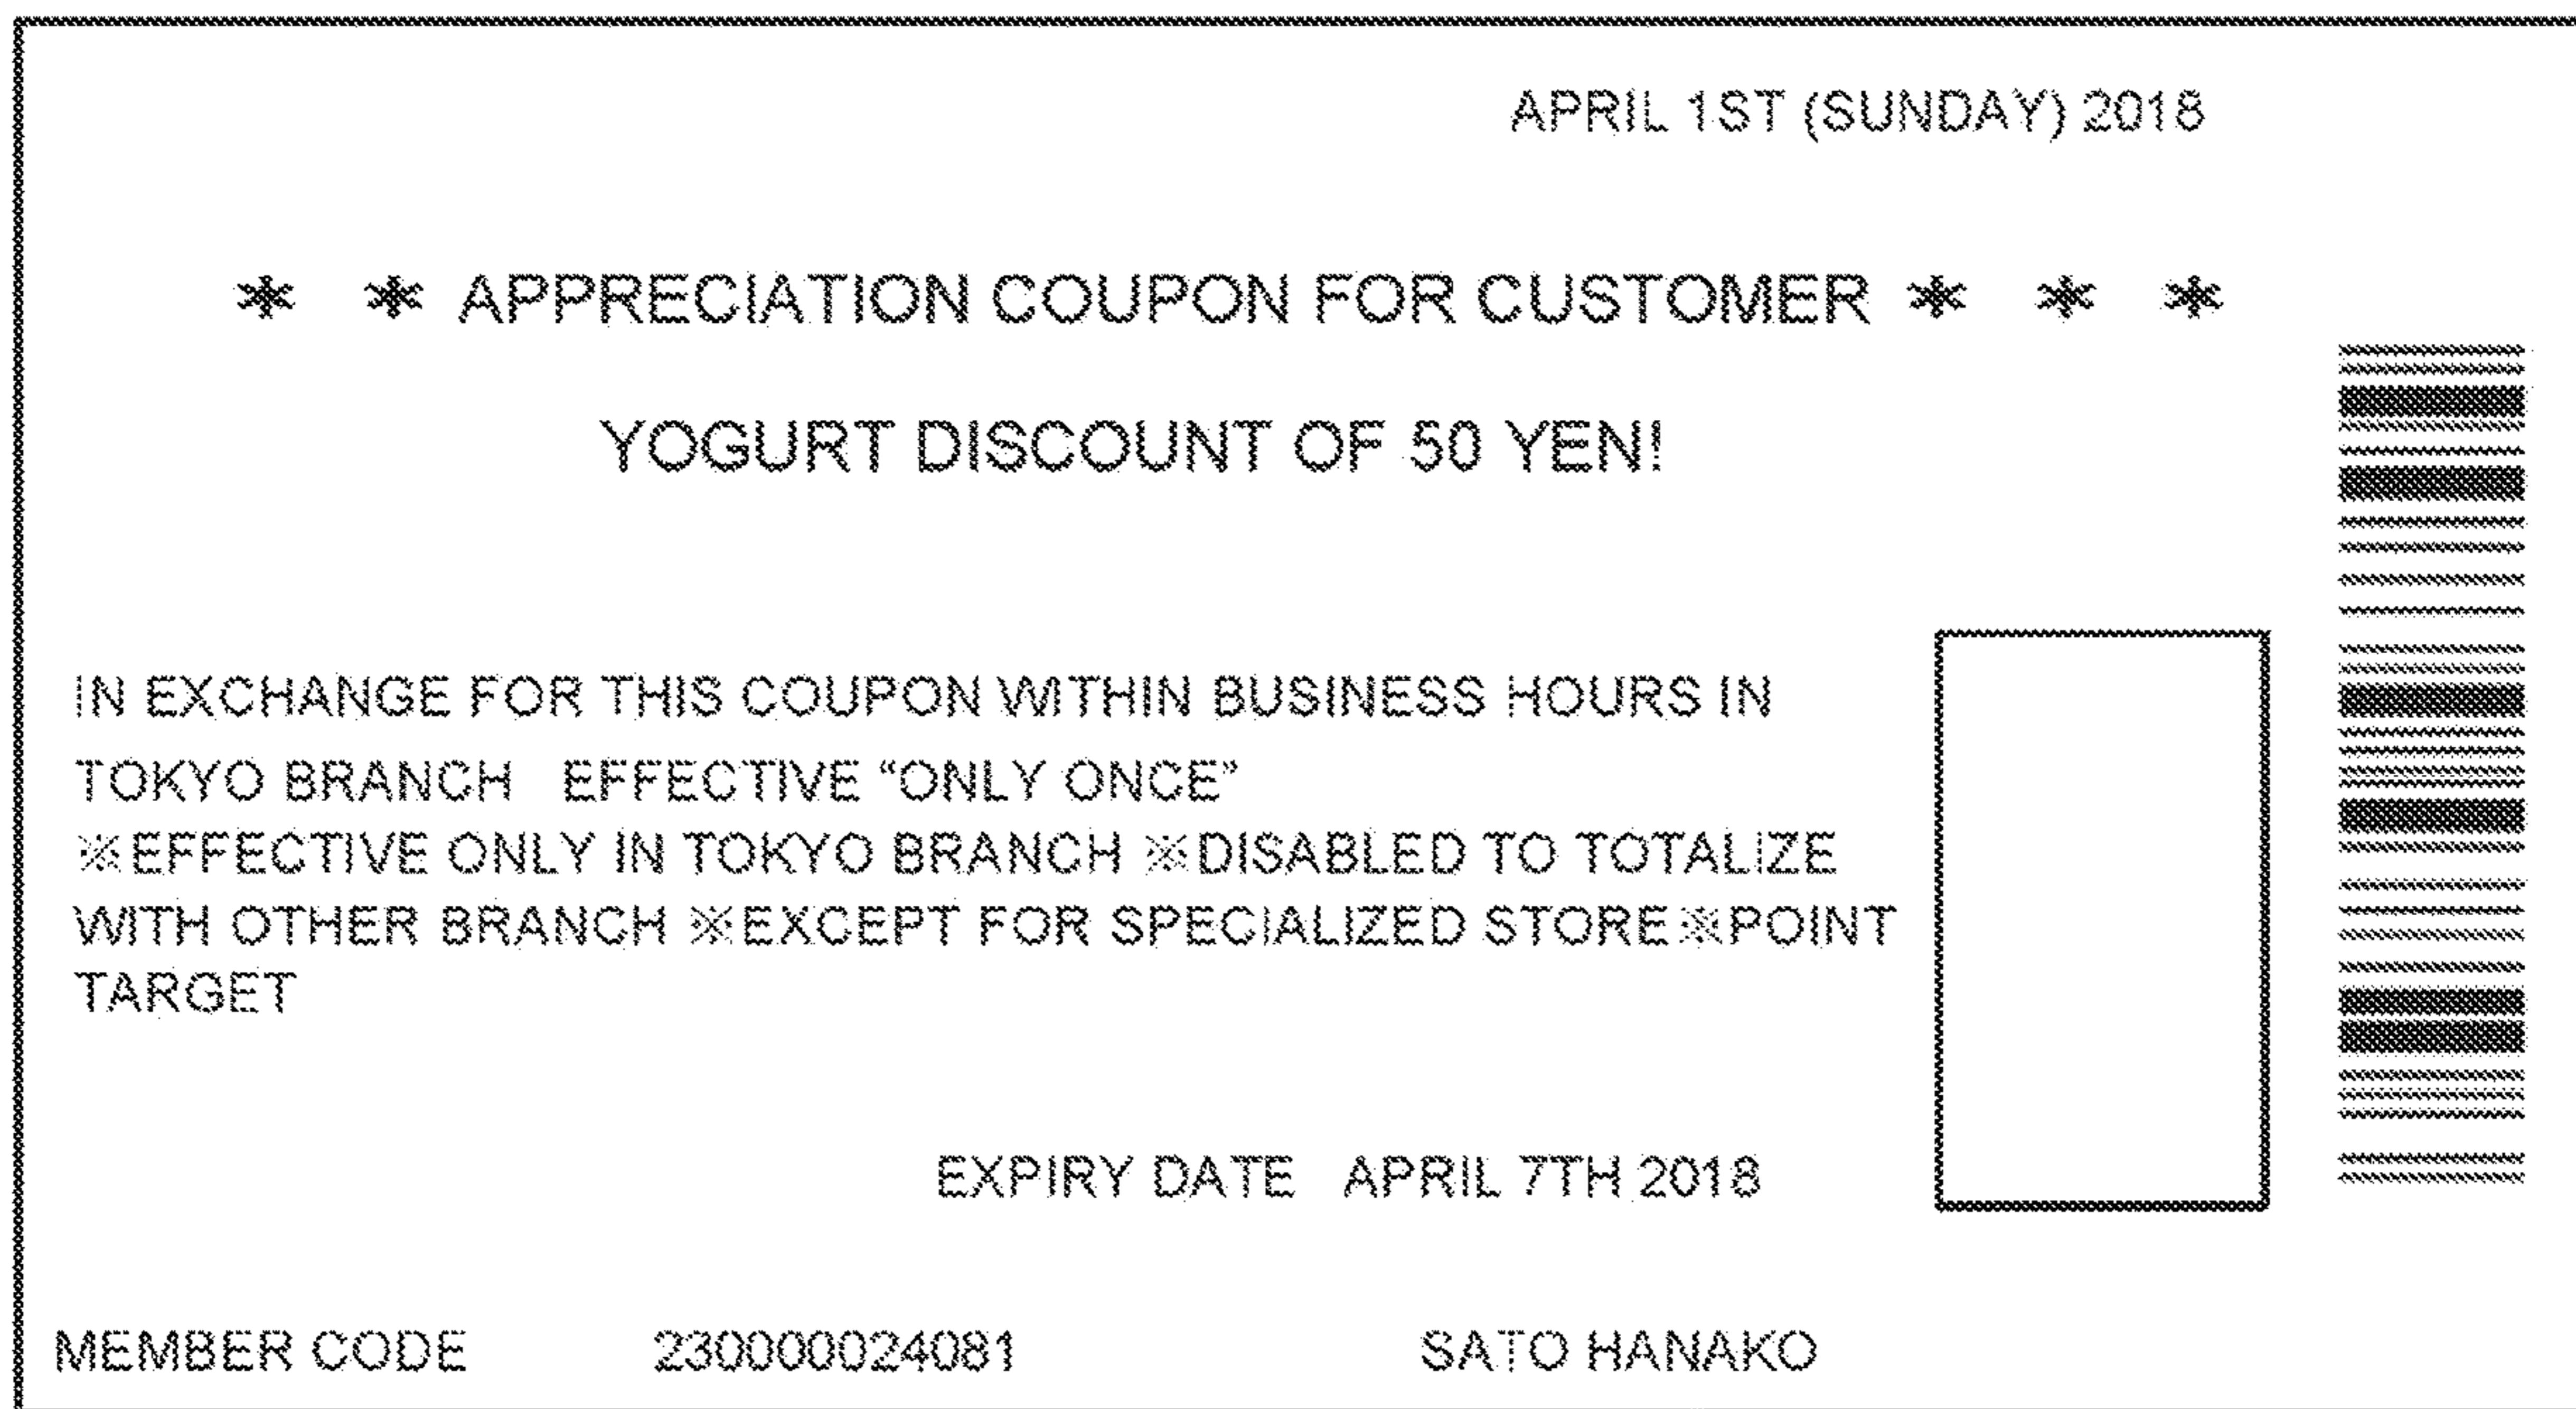 APRIL 1ST (SUNDAY) 2018
* * APPRECIATION COUPON FOR CUSTOMER * * *
YOGURT DISCOUNT OF 50 YEN!
IN EXCHANGE FOR THIS COUPON WITHIN BUSINESS HOURS IN
TOKYO BRANCH EFFECTIVE “ONLY ONCE”
※EFFECTIVE ONLY IN TOKYO BRANCH ※DISABLED TO TOTALIZE
WITH OTHER BRANCH ※EXCEPT FOR SPECIALIZED STORE※POINT
TARGET
EXPIRY DATE APRIL 7TH 2018
MEMBER CODE 230000024081 SATO HANAKO